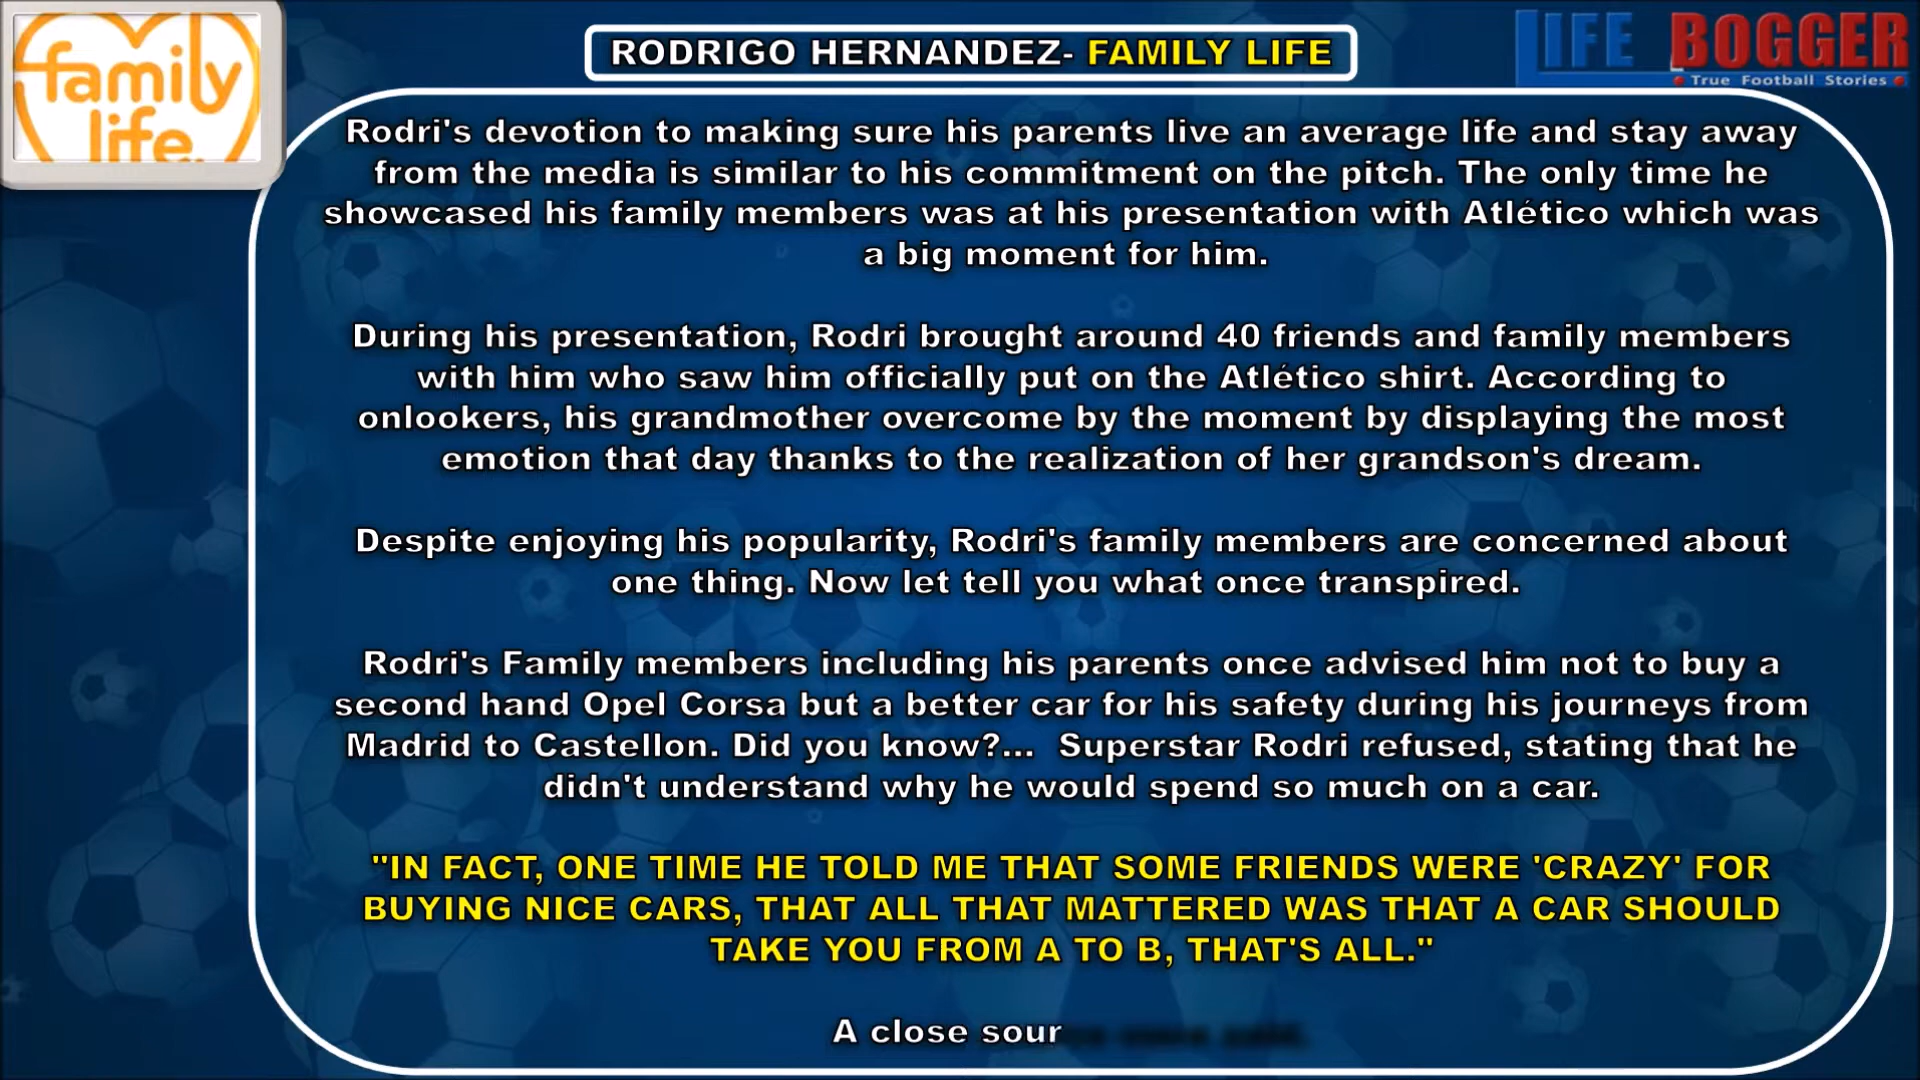 family
life.
RODRIGO HERNANDEZ- FAMILY LIFE
LIFE BOGGER
True Football Stories
Rodri's devotion to making sure his parents live an average life and stay away
from the media is similar to his commitment on the pitch. The only time he
showcased his family members was at his presentation with Atlético which was
a big moment for him.
During his presentation, Rodri brought around 40 friends and family members
with him who saw him officially put on the Atlético shirt. According to
onlookers, his grandmother overcome by the moment by displaying the most
emotion that day thanks to the realization of her grandson's dream.
Despite enjoying his popularity, Rodri's family members are concerned about
one thing. Now let tell you what once transpired.
Rodri's Family members including his parents once advised him not to buy a
second hand Opel Corsa but a better car for his safety during his journeys from
Madrid to Castellon. Did you know?... Superstar Rodri refused, stating that he
didn't understand why he would spend so much on a car.
"IN FACT, ONE TIME HE TOLD ME THAT SOME FRIENDS WERE 'CRAZY' FOR
BUYING NICE CARS, THAT ALL THAT MATTERED WAS THAT A CAR SHOULD
TAKE YOU FROM A TO B, THAT'S ALL."
A close sour